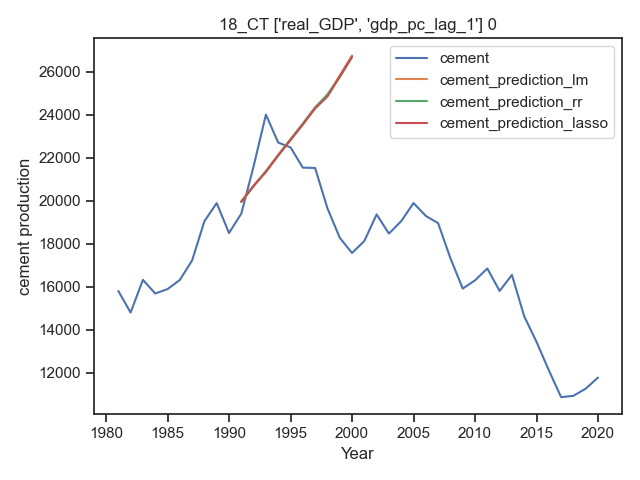 18_CT ['real_GDP', 'gdp_pc_lag_1'] 0
cement
cement_prediction_lm
cement_prediction_rr
cement_prediction_lasso
cement production
26000
24000
22000
20000
18000
16000
14000
12000
1980 1985 1990 1995 2000 2005 2010 2015 2020
Year